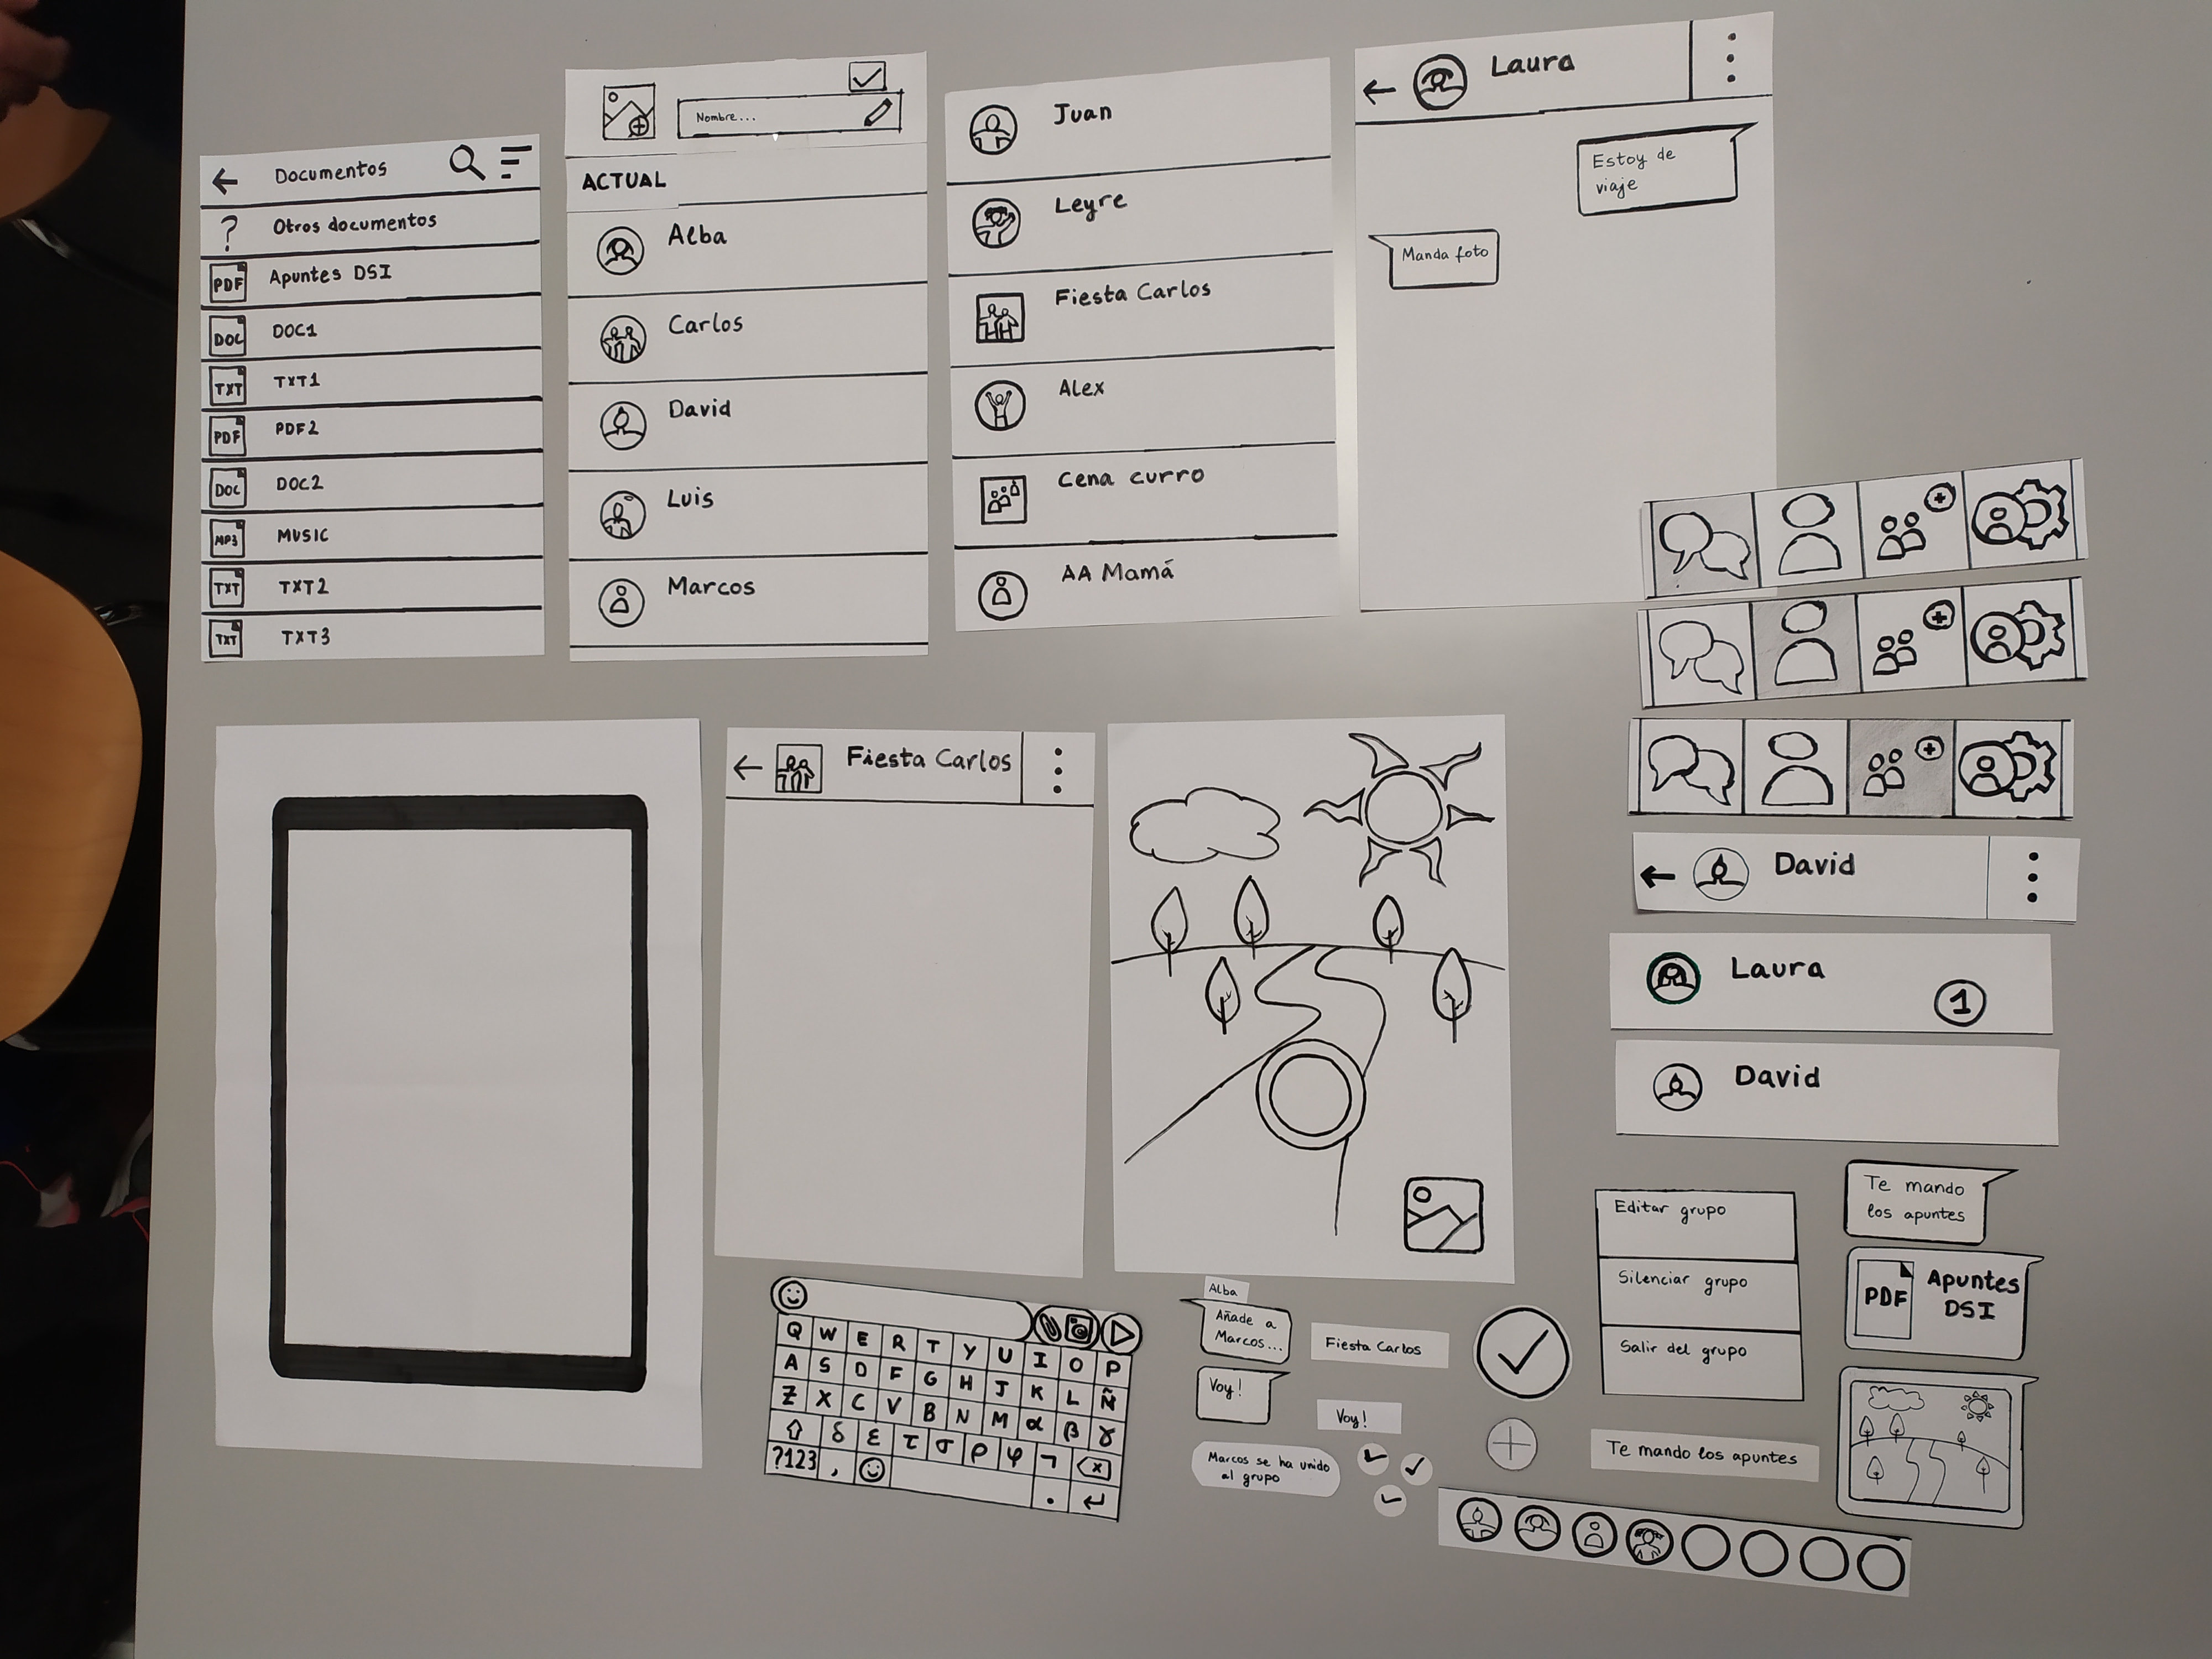 Documentos
? Otros documentos
PDF Apuntes DSI
DOC DOC1
TXT TXT1
PDF PDF2
DOC DOC2
MP3 MUSIC
TXT TXT2
TXT TXT3
Nombre...
ACTUAL
Alba
Carlos
David
Luis
Marcos
Juan
Leyre
Fiesta Carlos
Alex
Cena curro
AA Mamá
Laura
Estoy de
viaje
Manda foto
Fiesta Carlos
Q W E R T Y U I O P
A S D F G H J K L Ñ
Z X C V B N M α β γ
δ ε τ σ ρ φ ㄱ
?123 , .
Alba
Añade a
Marcos...
Voy!
Marcos se ha unido
al grupo
Fiesta Carlos
Voy!
David
Laura 1
David
Editar grupo
Silenciar grupo
Salir del grupo
Te mando los apuntes
Te mando
los apuntes
PDF
Apuntes
DSI